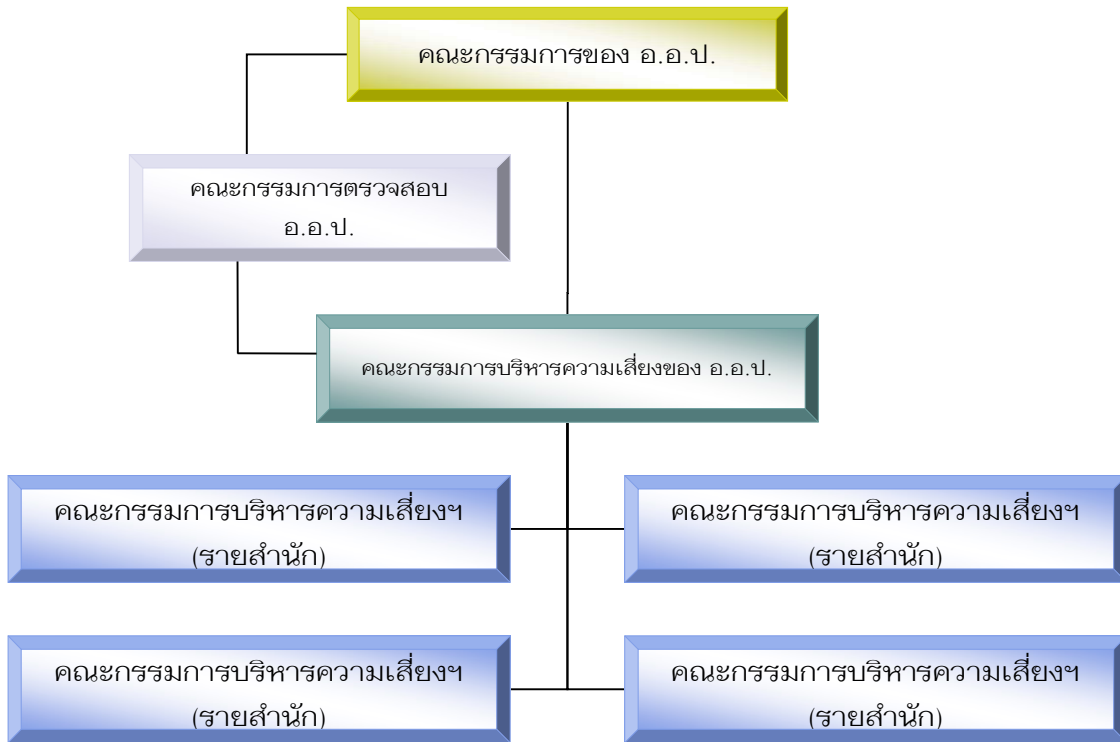 คณะกรรมการของ อ.อ.ป.
คณะกรรมการตรวจสอบ
อ.อ.ป.
คณะกรรมการบริหารความเสี่ยงของ อ.อ.ป.
คณะกรรมการบริหารความเสี่ยงฯ
(รายสำนัก)
คณะกรรมการบริหารความเสี่ยงฯ
(รายสำนัก)
คณะกรรมการบริหารความเสี่ยงฯ
(รายสำนัก)
คณะกรรมการบริหารความเสี่ยงฯ
(รายสำนัก)